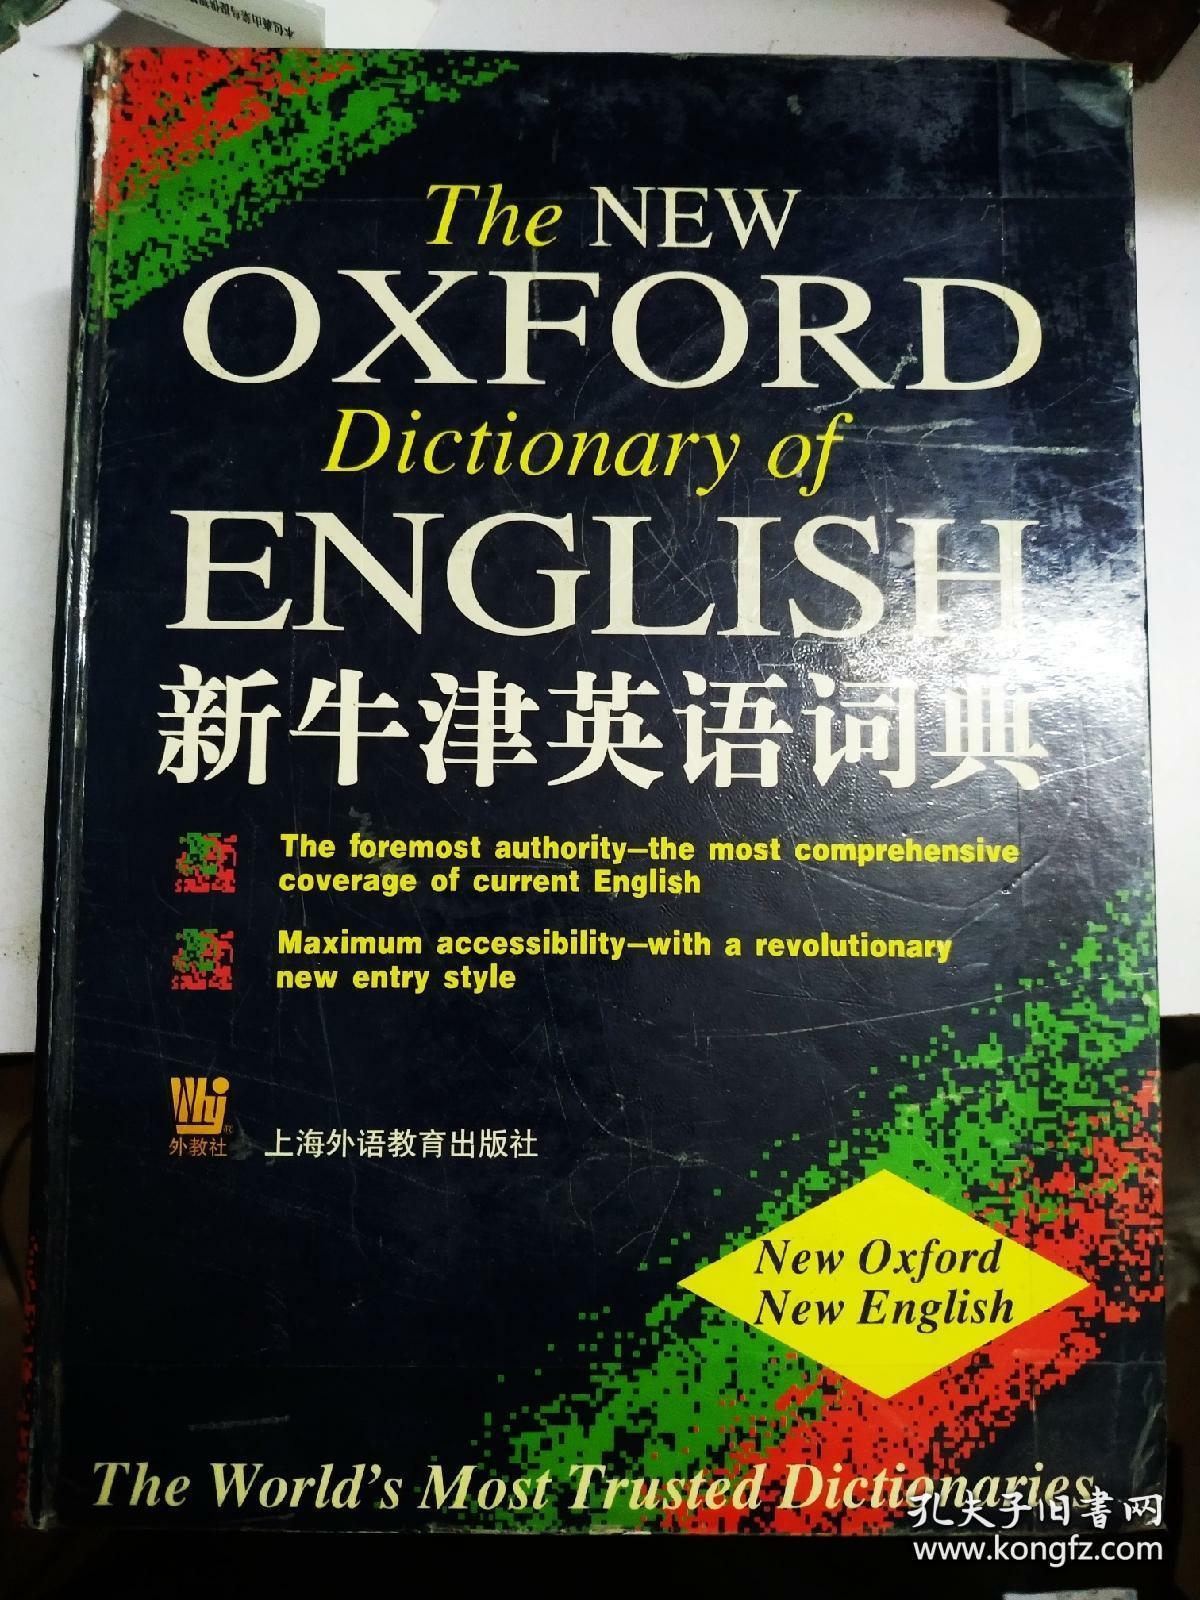 The NEW
OXFORD
Dictionary of
ENGLISH
新牛津英语词典
The foremost authority—the most comprehensive
coverage of current English
Maximum accessibility—with a revolutionary
new entry style
Why
®
外教社
上海外语教育出版社
New Oxford
New English
The World's Most Trusted Dictionaries
孔夫子旧書网
www.kongfz.com